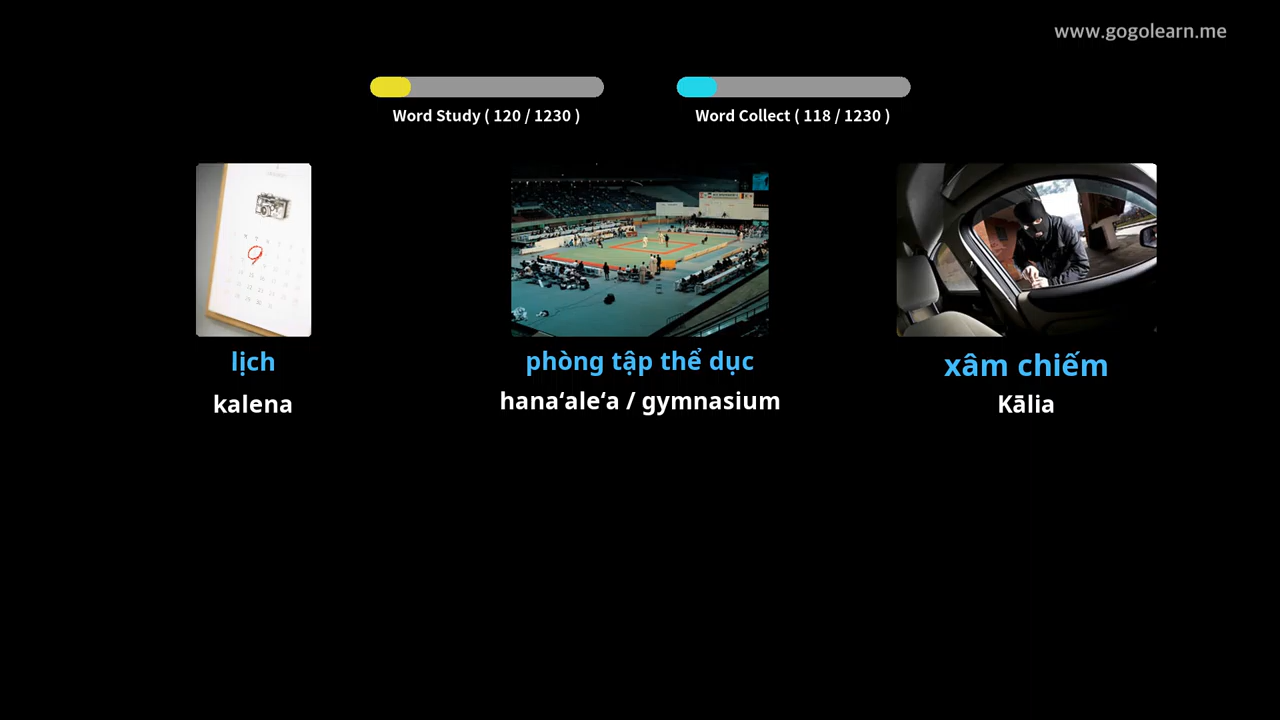 www.gogolearn.me
Word Study ( 120 / 1230 )
Word Collect ( 118 / 1230 )
lịch
phòng tập thể dục
xâm chiếm
kalena
hanaʻaleʻa / gymnasium
Kālia